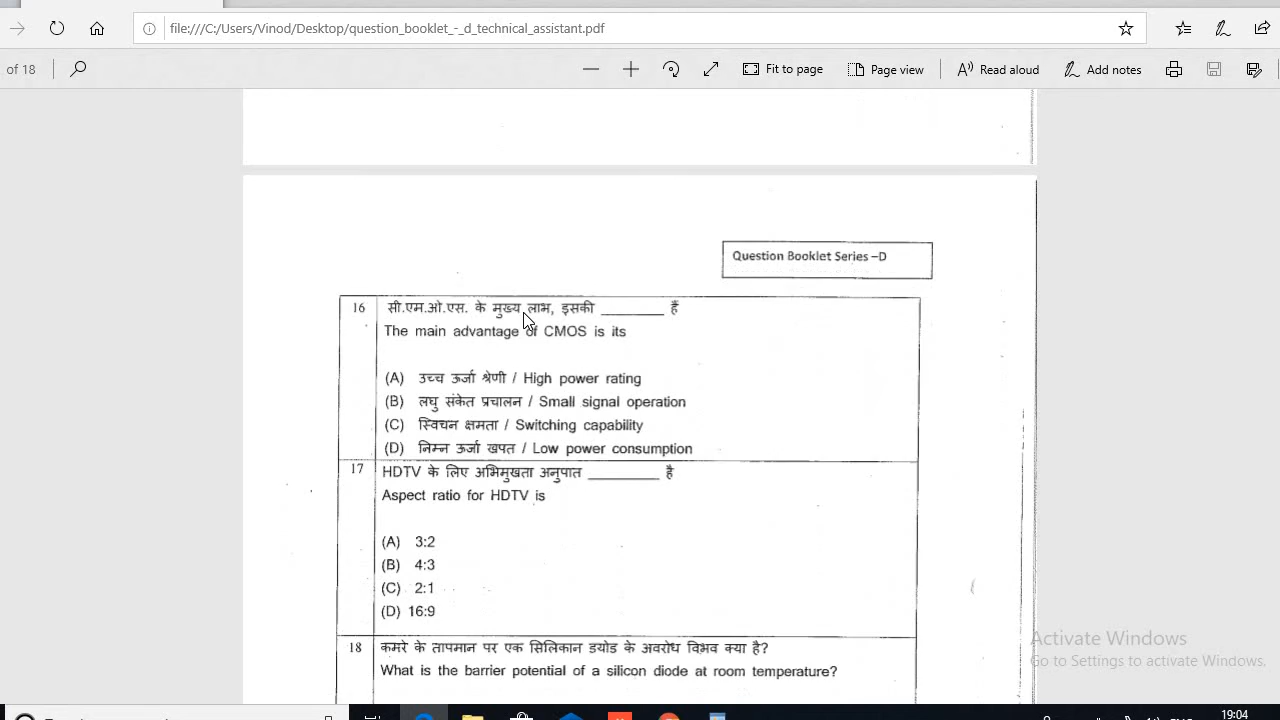 file:///C:/Users/Vinod/Desktop/question_booklet_-_d_technical_assistant.pdf
of 18
Fit to page
Page view
Read aloud
Add notes
Question Booklet Series –D
16 सी.एम.ओ.एस. के मुख्य लाभ, इसकी ________ हैं
The main advantage of CMOS is its
(A) उच्च ऊर्जा श्रेणी / High power rating
(B) लघु संकेत प्रचालन / Small signal operation
(C) स्विचन क्षमता / Switching capability
(D) निम्न ऊर्जा खपत / Low power consumption
17 HDTV के लिए अभिमुखता अनुपात _________ है
Aspect ratio for HDTV is
(A) 3:2
(B) 4:3
(C) 2:1
(D) 16:9
18 कमरे के तापमान पर एक सिलिकान डयोड के अवरोध विभव क्या है?
What is the barrier potential of a silicon diode at room temperature?
Activate Windows
Go to Settings to activate Windows.
19:04